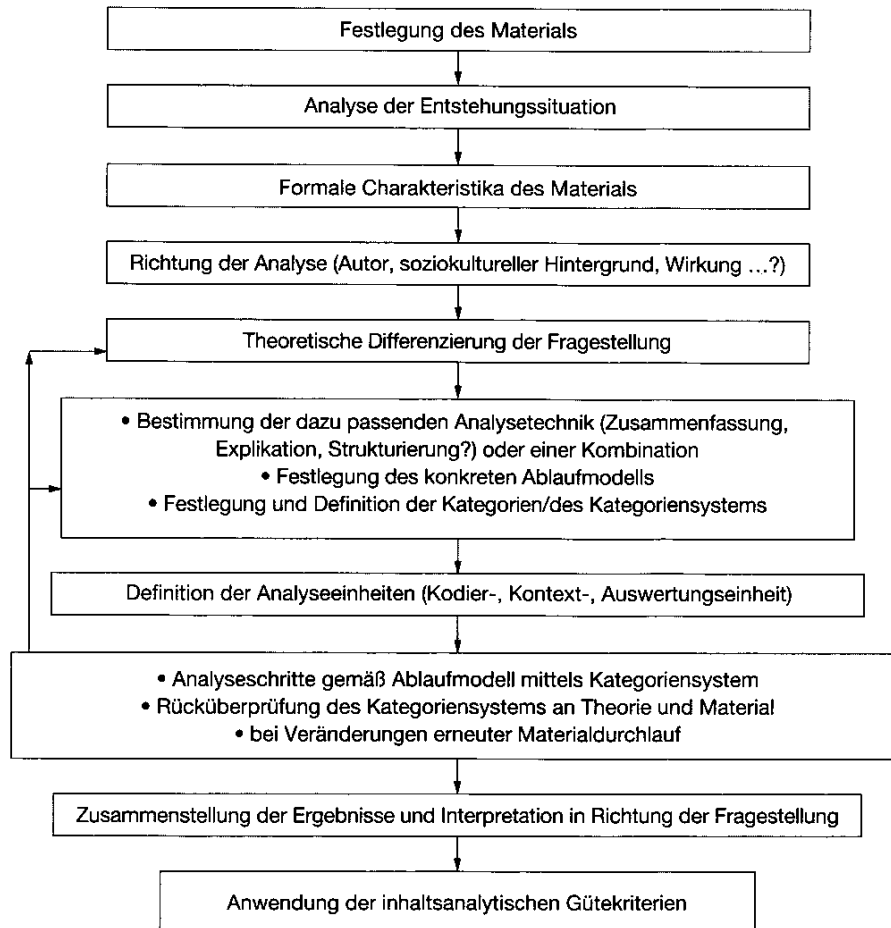 Festlegung des Materials
Analyse der Entstehungssituation
Formale Charakteristika des Materials
Richtung der Analyse (Autor, soziokultureller Hintergrund, Wirkung ...?)
Theoretische Differenzierung der Fragestellung
• Bestimmung der dazu passenden Analysetechnik (Zusammenfassung,
Explikation, Strukturierung?) oder einer Kombination
• Festlegung des konkreten Ablaufmodells
• Festlegung und Definition der Kategorien/des Kategoriensystems
Definition der Analyseeinheiten (Kodier-, Kontext-, Auswertungseinheit)
• Analyseschritte gemäß Ablaufmodell mittels Kategoriensystem
• Rücküberprüfung des Kategoriensystems an Theorie und Material
• bei Veränderungen erneuter Materialdurchlauf
Zusammenstellung der Ergebnisse und Interpretation in Richtung der Fragestellung
Anwendung der inhaltsanalytischen Gütekriterien